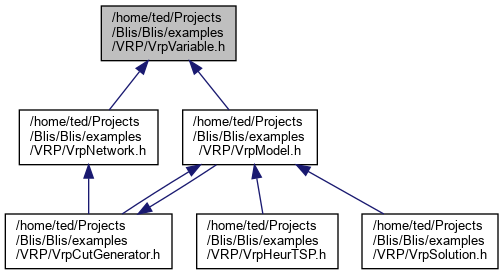 /home/ted/Projects
/Blis/Blis/examples
/VRP/VrpVariable.h
/home/ted/Projects
/Blis/Blis/examples
/VRP/VrpNetwork.h
/home/ted/Projects
/Blis/Blis/examples
/VRP/VrpModel.h
/home/ted/Projects
/Blis/Blis/examples
/VRP/VrpCutGenerator.h
/home/ted/Projects
/Blis/Blis/examples
/VRP/VrpHeurTSP.h
/home/ted/Projects
/Blis/Blis/examples
/VRP/VrpSolution.h